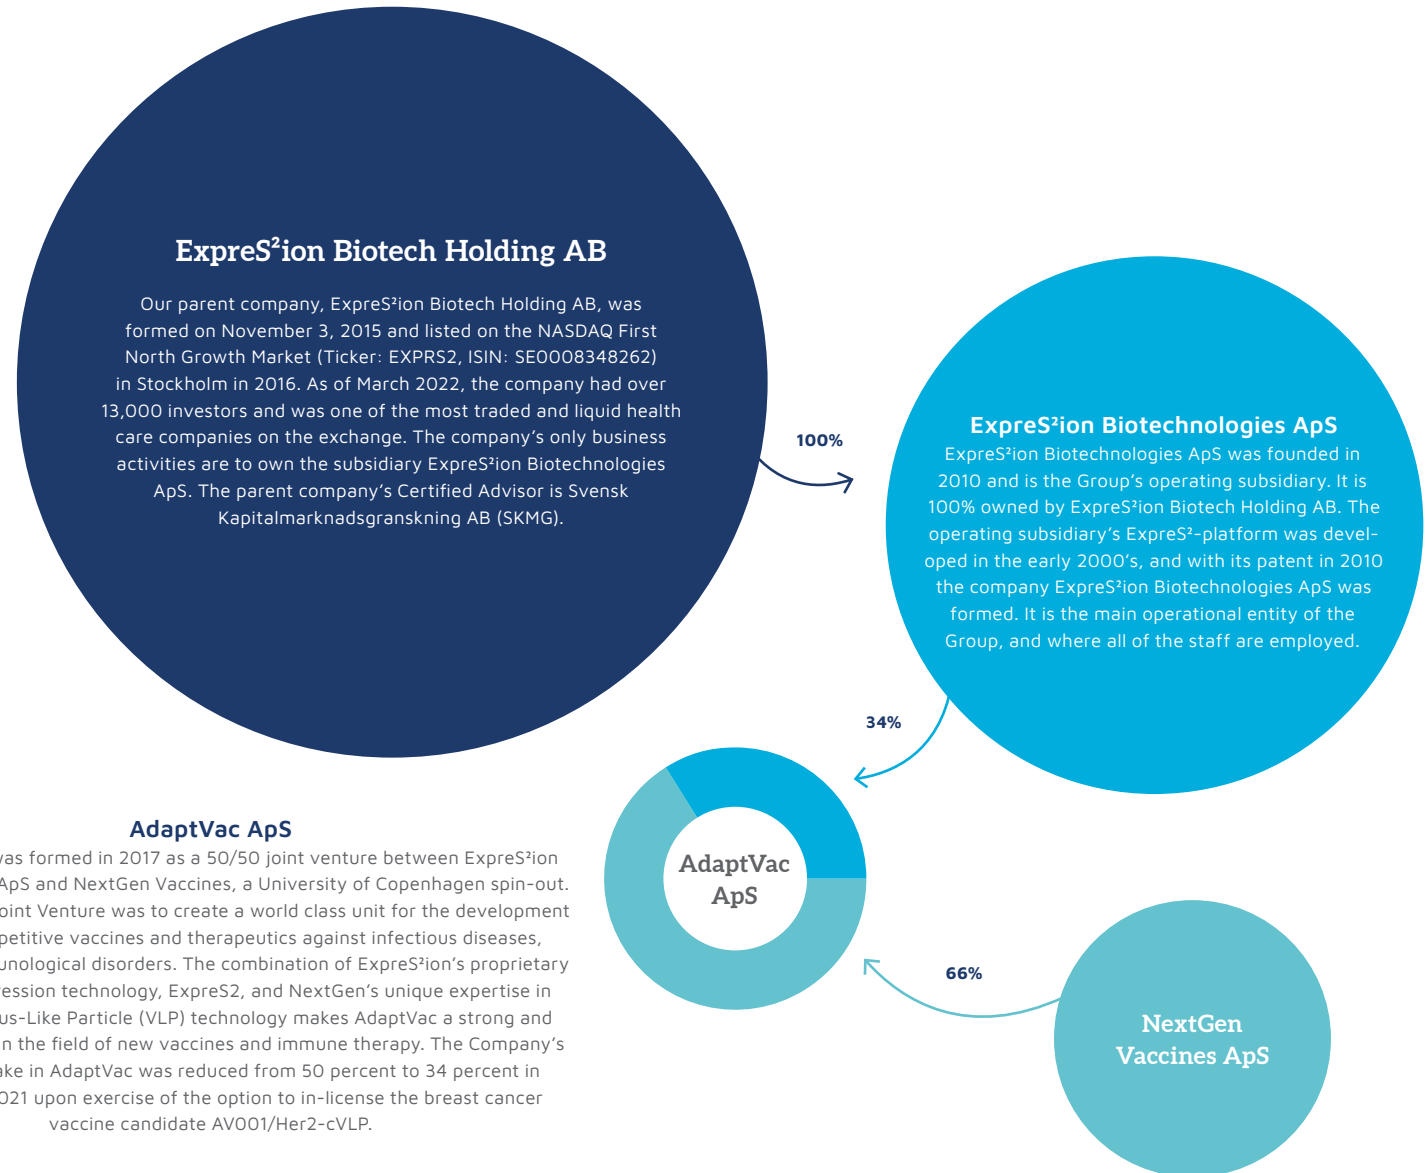 ExpreS²ion Biotech Holding AB
Our parent company, ExpreS²ion Biotech Holding AB, was
formed on November 3, 2015 and listed on the NASDAQ First
North Growth Market (Ticker: EXPRS2, ISIN: SE0008348262)
in Stockholm in 2016. As of March 2022, the company had over
13,000 investors and was one of the most traded and liquid health
care companies on the exchange. The company's only business
activities are to own the subsidiary ExpreS²ion Biotechnologies
ApS. The parent company's Certified Advisor is Svensk
Kapitalmarknadsgranskning AB (SKMG).
100%
ExpreS²ion Biotechnologies ApS
ExpreS²ion Biotechnologies ApS was founded in
2010 and is the Group's operating subsidiary. It is
100% owned by ExpreS²ion Biotech Holding AB. The
operating subsidiary's ExpreS²-platform was devel-
oped in the early 2000's, and with its patent in 2010
the company ExpreS²ion Biotechnologies ApS was
formed. It is the main operational entity of the
Group, and where all of the staff are employed.
34%
AdaptVac ApS
was formed in 2017 as a 50/50 joint venture between ExpreS²ion
ApS and NextGen Vaccines, a University of Copenhagen spin-out.
oint Venture was to create a world class unit for the development
petitive vaccines and therapeutics against infectious diseases,
unological disorders. The combination of ExpreS²ion's proprietary
ession technology, ExpreS2, and NextGen's unique expertise in
us-Like Particle (VLP) technology makes AdaptVac a strong and
n the field of new vaccines and immune therapy. The Company's
ake in AdaptVac was reduced from 50 percent to 34 percent in
021 upon exercise of the option to in-license the breast cancer
vaccine candidate AV001/Her2-cVLP.
AdaptVac
ApS
66%
NextGen
Vaccines ApS